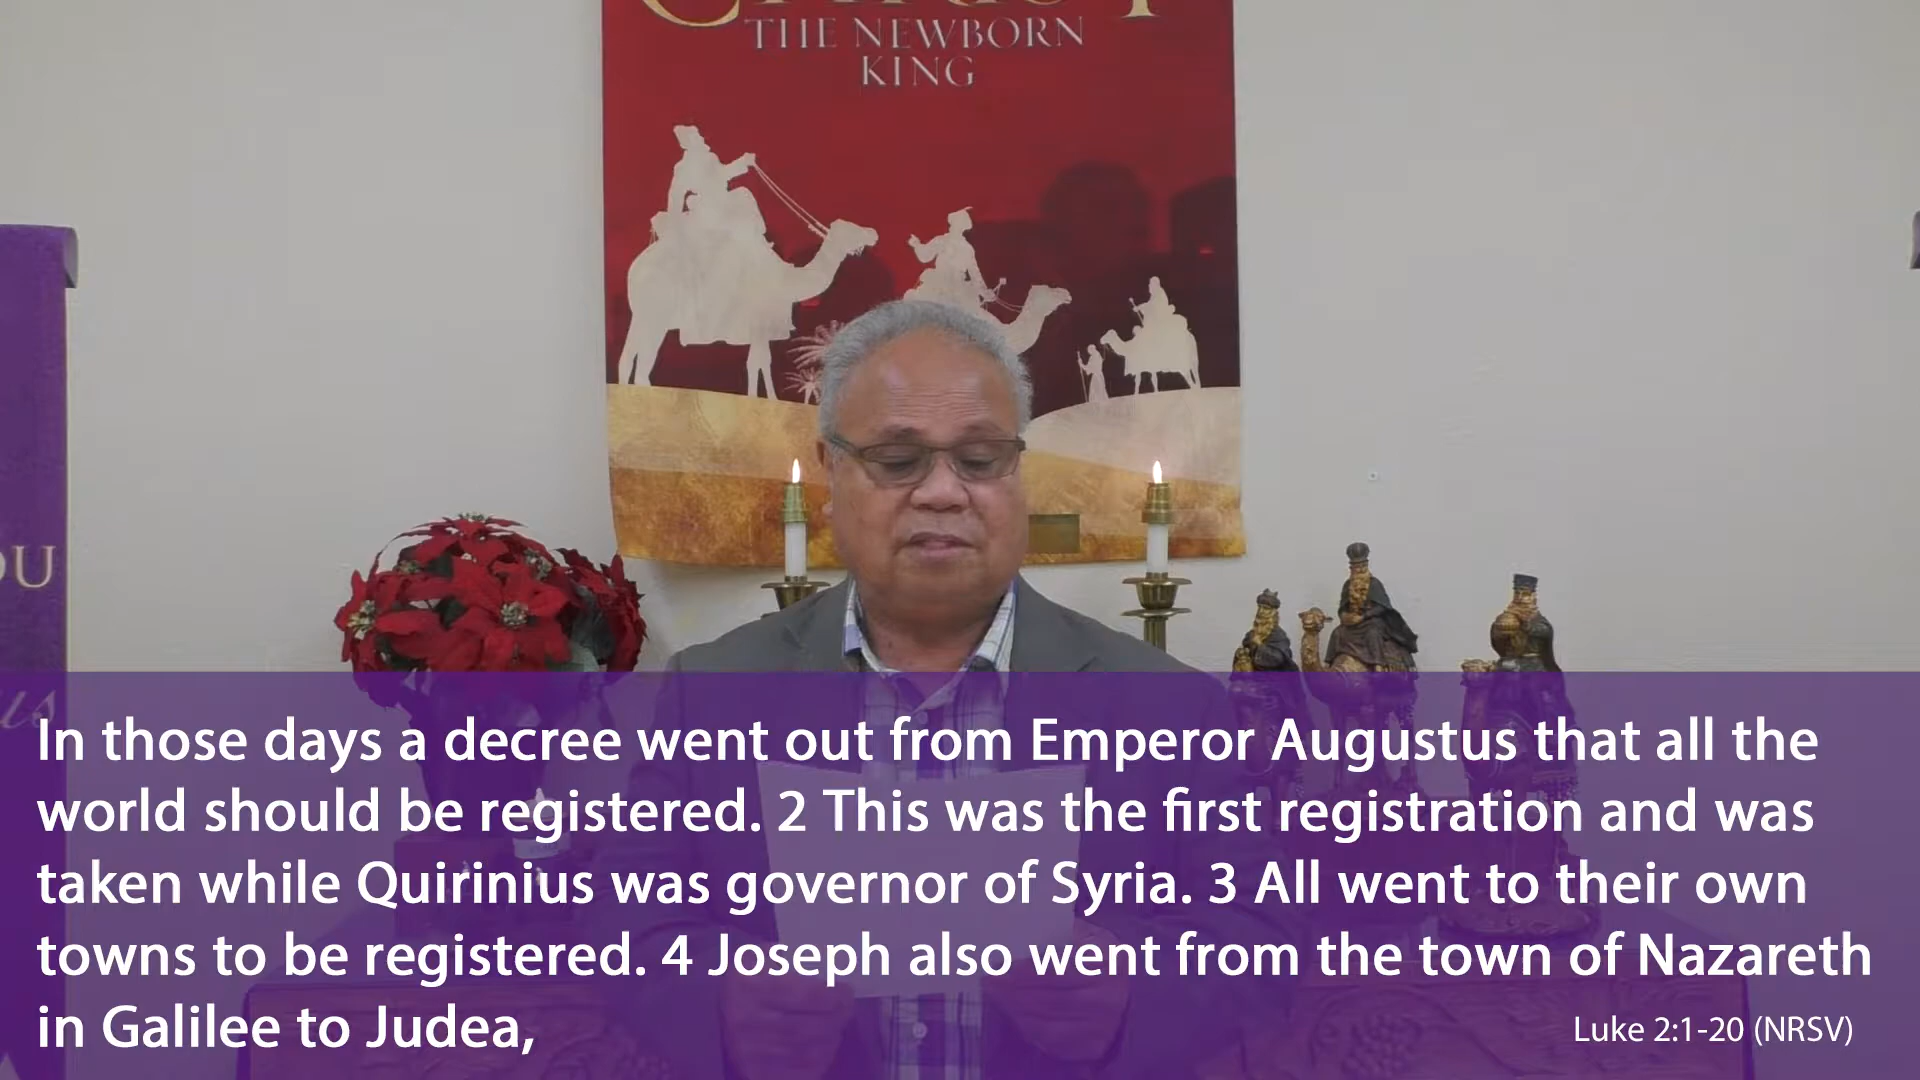 THE NEWBORN
KING
OU
us
In those days a decree went out from Emperor Augustus that all the
world should be registered. 2 This was the first registration and was
taken while Quirinius was governor of Syria. 3 All went to their own
towns to be registered. 4 Joseph also went from the town of Nazareth
in Galilee to Judea,
Luke 2:1-20 (NRSV)